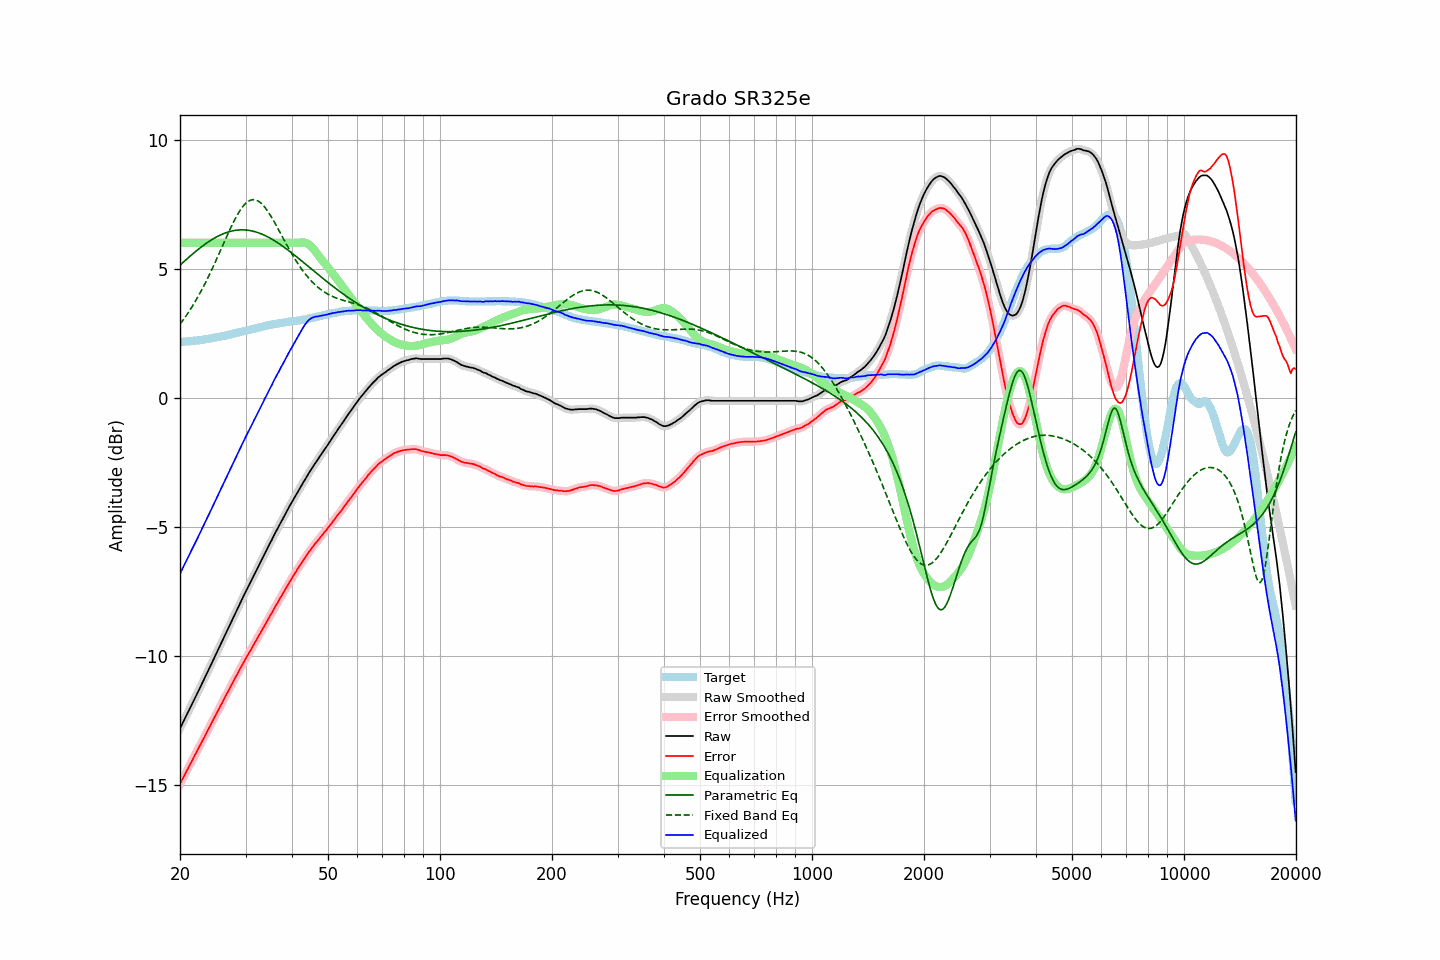 Grado SR325e
10
5
0
−5
−10
−15
Amplitude (dBr)
Target
Raw Smoothed
Error Smoothed
Raw
Error
Equalization
Parametric Eq
Fixed Band Eq
Equalized
20 50 100 200 500 1000 2000 5000 10000 20000
Frequency (Hz)